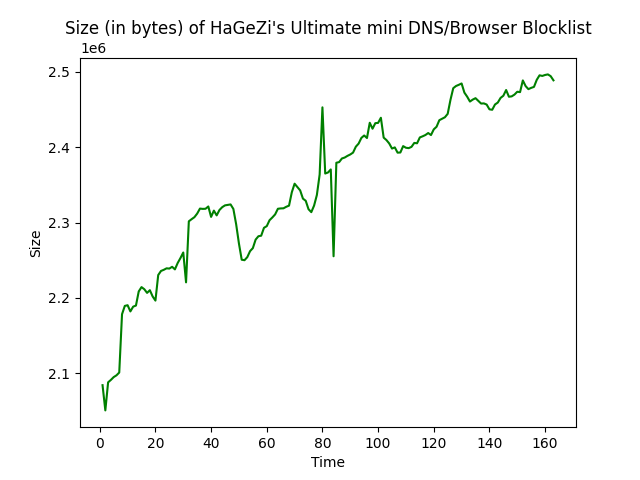 Size (in bytes) of HaGeZi's Ultimate mini DNS/Browser Blocklist
1e6
2.5
2.4
2.3
2.2
2.1
Size
0 20 40 60 80 100 120 140 160
Time